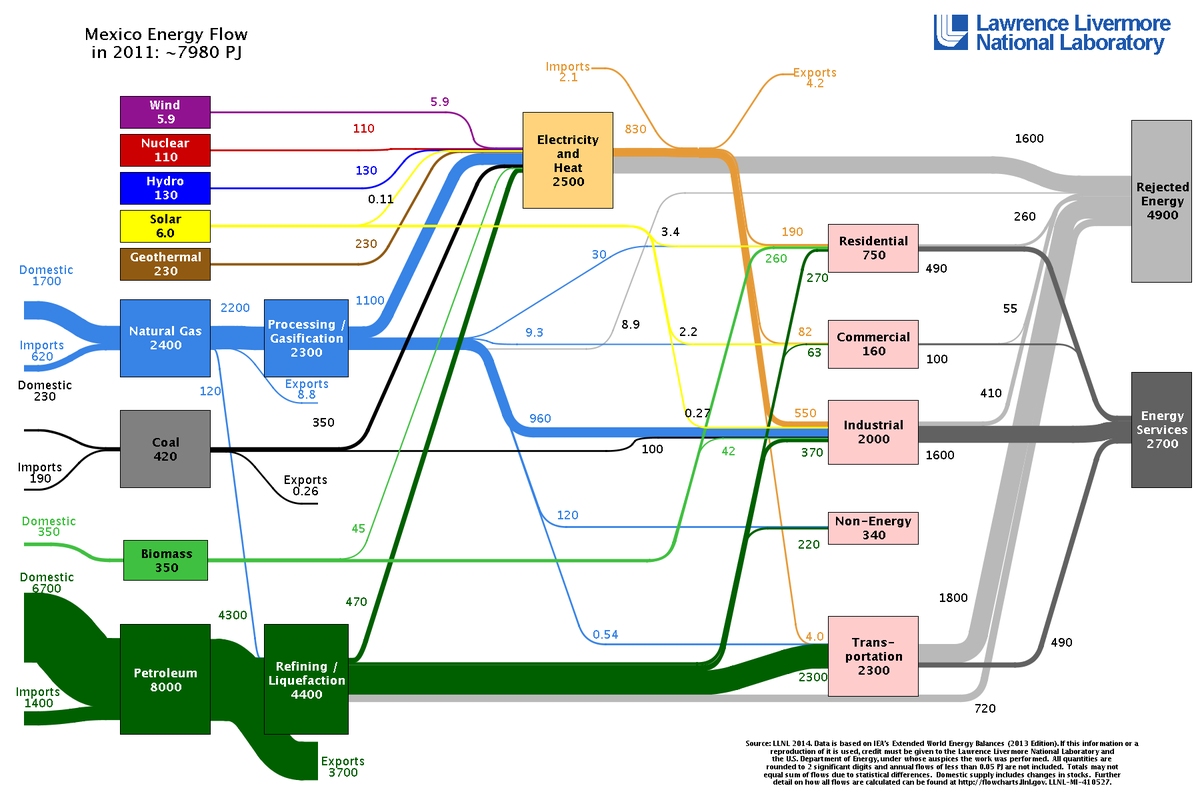 Mexico Energy Flow
in 2011: ~7980 PJ
Lawrence Livermore
National Laboratory
Imports
2.1
Exports
4.2
Wind
5.9
5.9
Nuclear
110
110
Hydro
130
130
Solar
6.0
0.11
Geothermal
230
230
Electricity
and
Heat
2500
830
1600
Rejected
Energy
4900
Domestic
1700
Imports
620
Natural Gas
2400
2200
Processing /
Gasification
2300
1100
Exports
8.8
120
30
9.3
8.9
3.4
2.2
0.27
960
120
0.54
190
260
270
Residential
750
260
490
82
63
Commercial
160
55
100
550
42
370
Industrial
2000
410
1600
Energy
Services
2700
Domestic
230
Imports
190
Coal
420
350
100
Exports
0.26
Domestic
350
Biomass
350
45
220
Non-Energy
340
Domestic
6700
Imports
1400
Petroleum
8000
4300
Refining /
Liquefaction
4400
470
Exports
3700
4.0
2300
Trans-
portation
2300
1800
490
720
Source: LLNL 2014. Data is based on IEA's Extended World Energy Balances (2013 Edition). If this information or a
reproduction of it is used, credit must be given to the Lawrence Livermore National Laboratory and
the U.S. Department of Energy, under whose auspices the work was performed. All quantities are
rounded to 2 significant digits and annual flows of less than 0.05 PJ are not included. Totals may not
equal sum of flows due to statistical differences. Domestic supply includes changes in stocks. Further
detail on how all flows are calculated can be found at http://flowcharts.llnl.gov. LLNL-MI-410527.